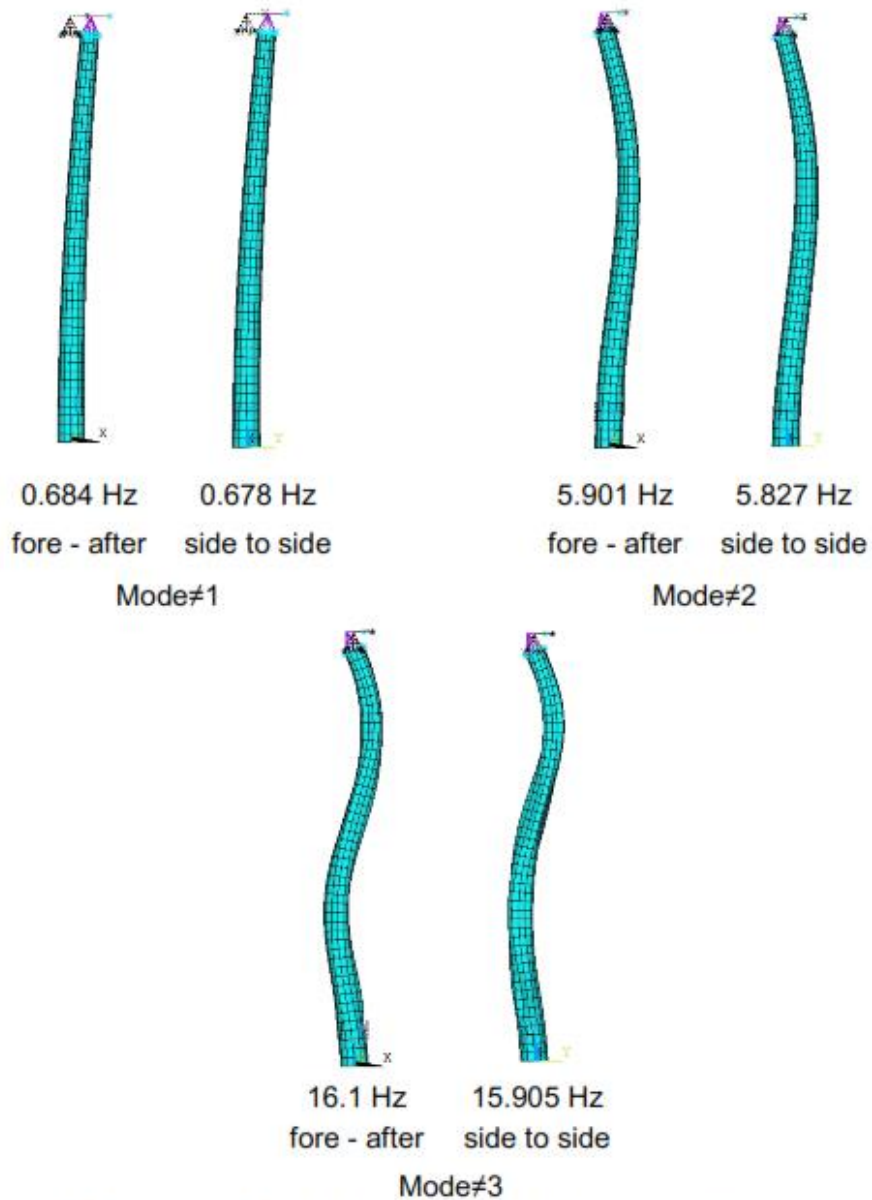 X
Y
X
Y
0.684 Hz 0.678 Hz 5.901 Hz 5.827 Hz
fore - after side to side fore - after side to side
Mode≠1 Mode≠2
X
Y
16.1 Hz 15.905 Hz
fore - after side to side
Mode≠3